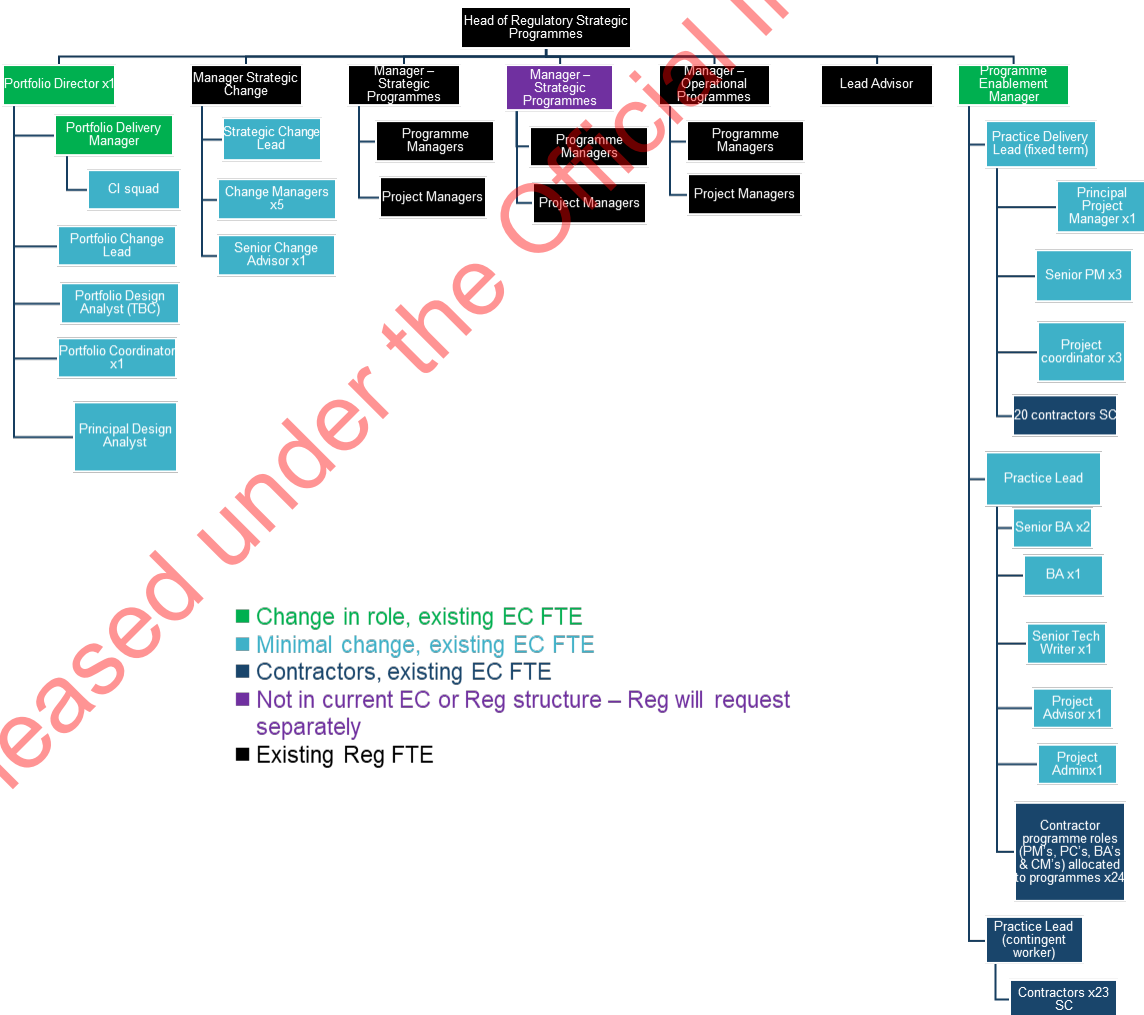 Head of Regulatory Strategic
Programmes
Portfolio Director x1
Manager Strategic
Change
Manager –
Strategic
Programmes
Manager –
Strategic
Programmes
Manager –
Operational
Programmes
Lead Advisor
Programme
Enablement
Manager
Portfolio Delivery
Manager
CI squad
Portfolio Change
Lead
Portfolio Design
Analyst (TBC)
Portfolio Coordinator
x1
Principal Design
Analyst
Strategic Change
Lead
Change Managers
x5
Senior Change
Advisor x1
Programme
Managers
Project Managers
Programme
Managers
Project Managers
Programme
Managers
Project Managers
Practice Delivery
Lead (fixed term)
Principal
Project
Manager x1
Senior PM x3
Project
coordinator x3
20 contractors SC
Practice Lead
Senior BA x2
BA x1
Senior Tech
Writer x1
Project
Advisor x1
Project
Adminx1
Contractor
programme roles
(PM's, PC's, BA's
& CM's) allocated
to programmes x24
Practice Lead
(contingent
worker)
Contractors x23
SC
Change in role, existing EC FTE
Minimal change, existing EC FTE
Contractors, existing EC FTE
Not in current EC or Reg structure – Reg will request
separately
Existing Reg FTE
eased under the Official I